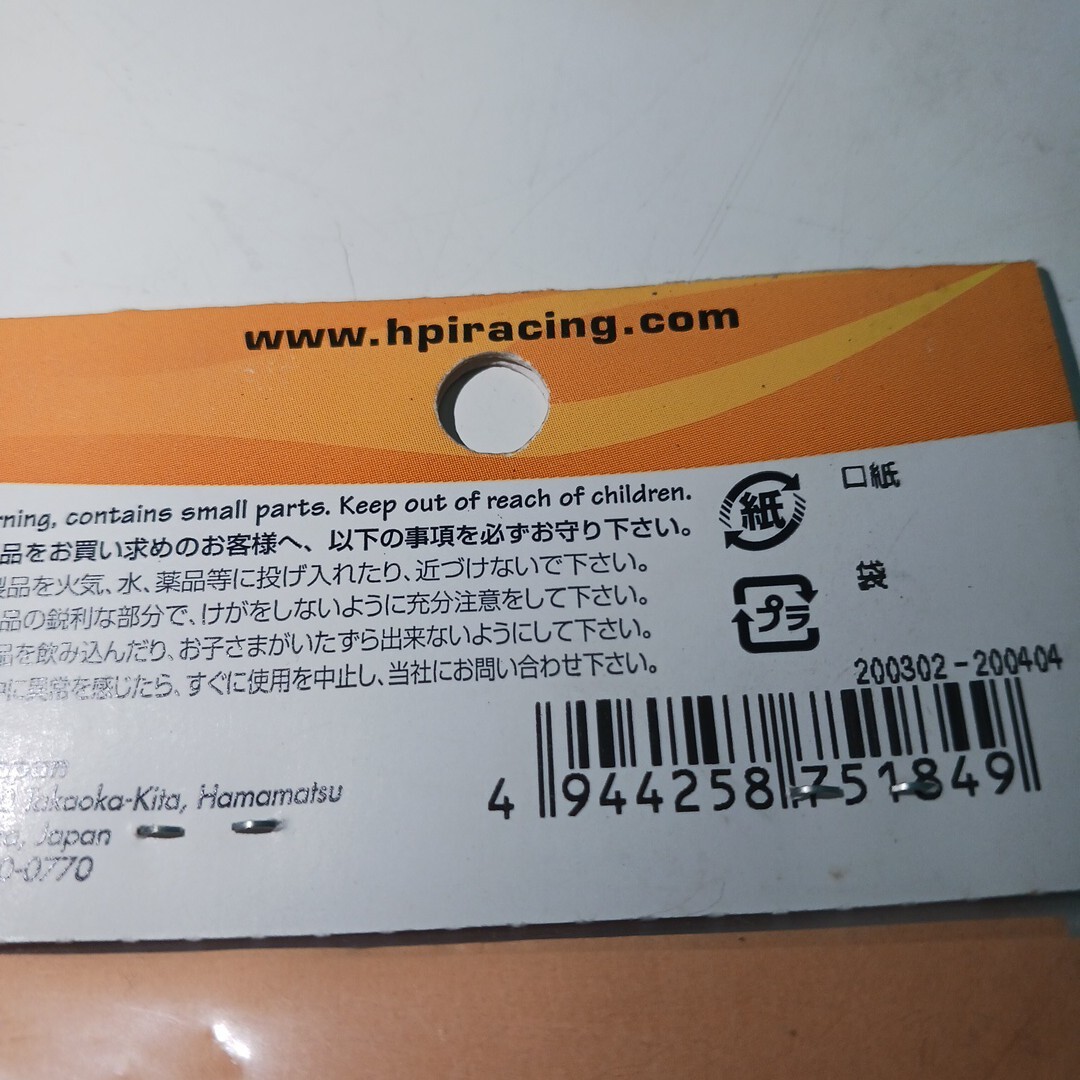 www.hpiracing.com
rning, contains small parts. Keep out of reach of children.
品をお買い求めのお客様へ、以下の事項を必ずお守り下さい。
製品を火気、水、薬品等に投げ入れたり、近づけないで下さい。
品の鋭利な部分で、けがをしないように充分注意をして下さい。
品を飲み込んだり、お子さまがいたずら出来ないようにして下さい。
中に異常を感じたら、すぐに使用を中止し、当社にお問い合わせ下さい。
紙
口紙
プラ
袋
200302-200404
4 944258 751849
apan
Takaoka-Kita, Hamamatsu
Japan
0-0770